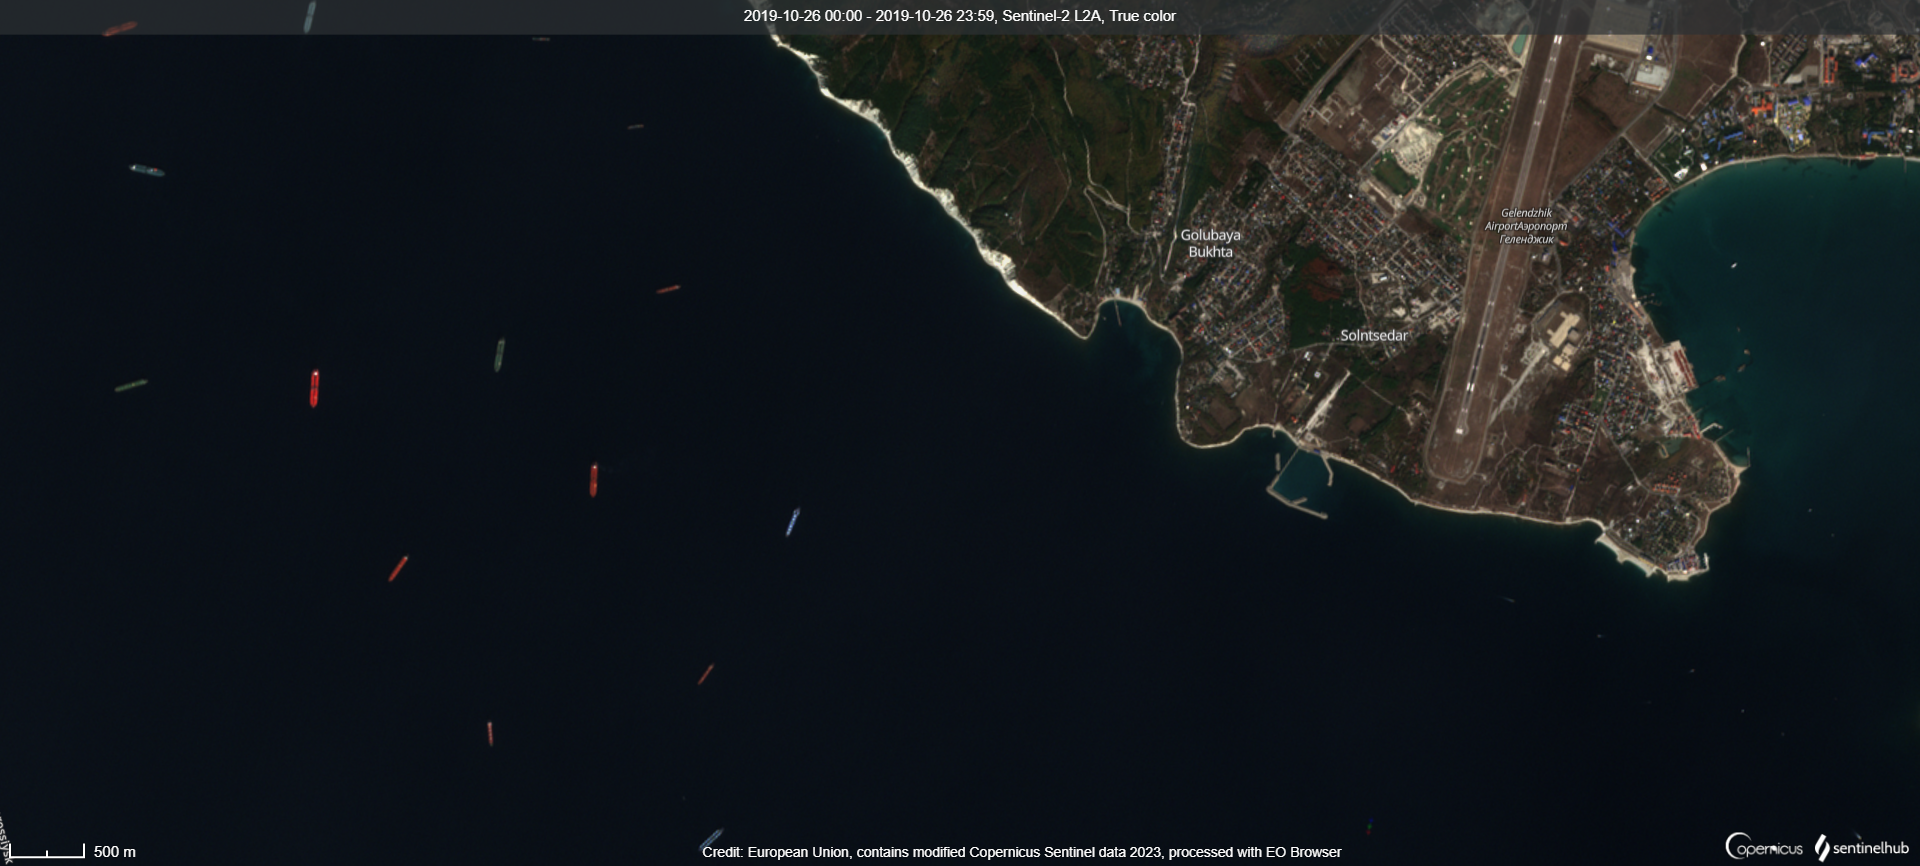 2019-10-26 00:00 - 2019-10-26 23:59, Sentinel-2 L2A, True color
Gelendzhik
AirportАэропорт
Геленджик
Golubaya
Bukhta
Solntsedar
500 m
Credit: European Union, contains modified Copernicus Sentinel data 2023, processed with EO Browser
Copernicus
sentinelhub